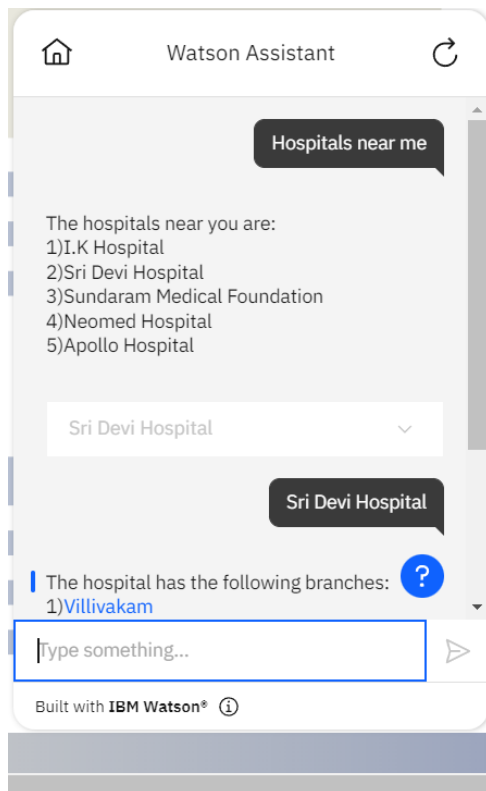 Watson Assistant
Hospitals near me
The hospitals near you are:
1)I.K Hospital
2)Sri Devi Hospital
3)Sundaram Medical Foundation
4)Neomed Hospital
5)Apollo Hospital
Sri Devi Hospital
Sri Devi Hospital
?
The hospital has the following branches:
1)Villivakam
Type something...
Built with IBM Watson®